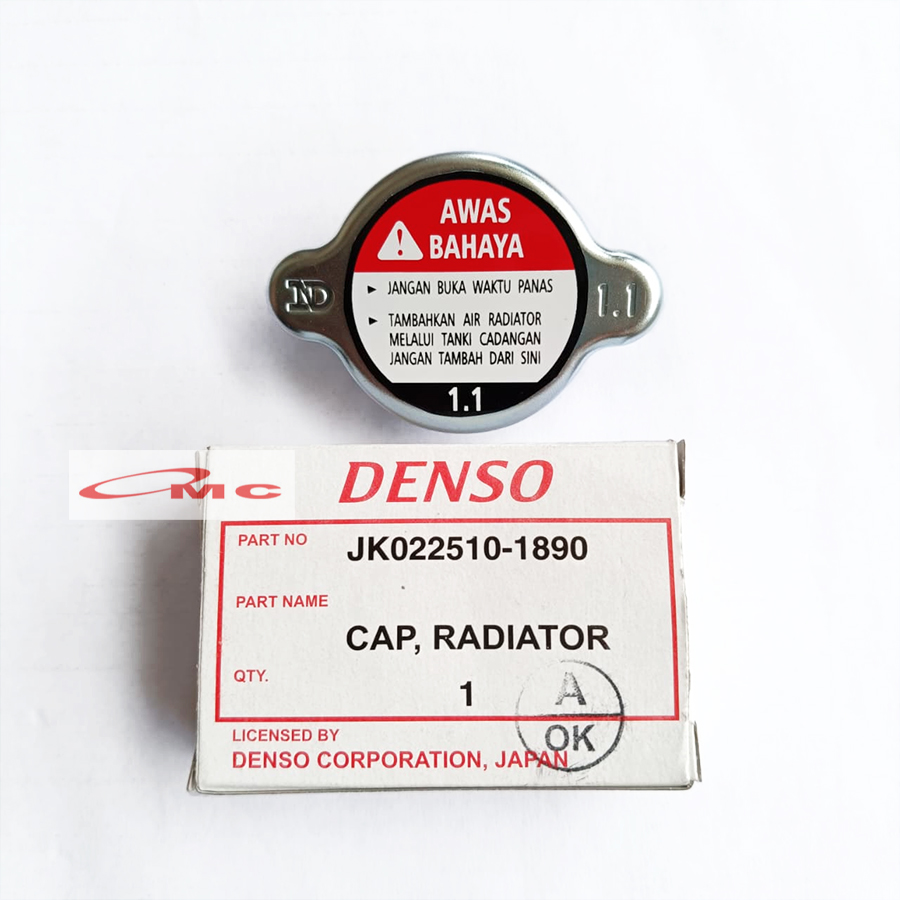 AWAS
BAHAYA
JANGAN BUKA WAKTU PANAS
TAMBAHKAN AIR RADIATOR
MELALUI TANKI CADANGAN
JANGAN TAMBAH DARI SINI
1.1
ND
1.1
OMC
DENSO
PART NO JK022510-1890
PART NAME
CAP, RADIATOR
QTY.
1
A
OK
LICENSED BY
DENSO CORPORATION, JAPAN